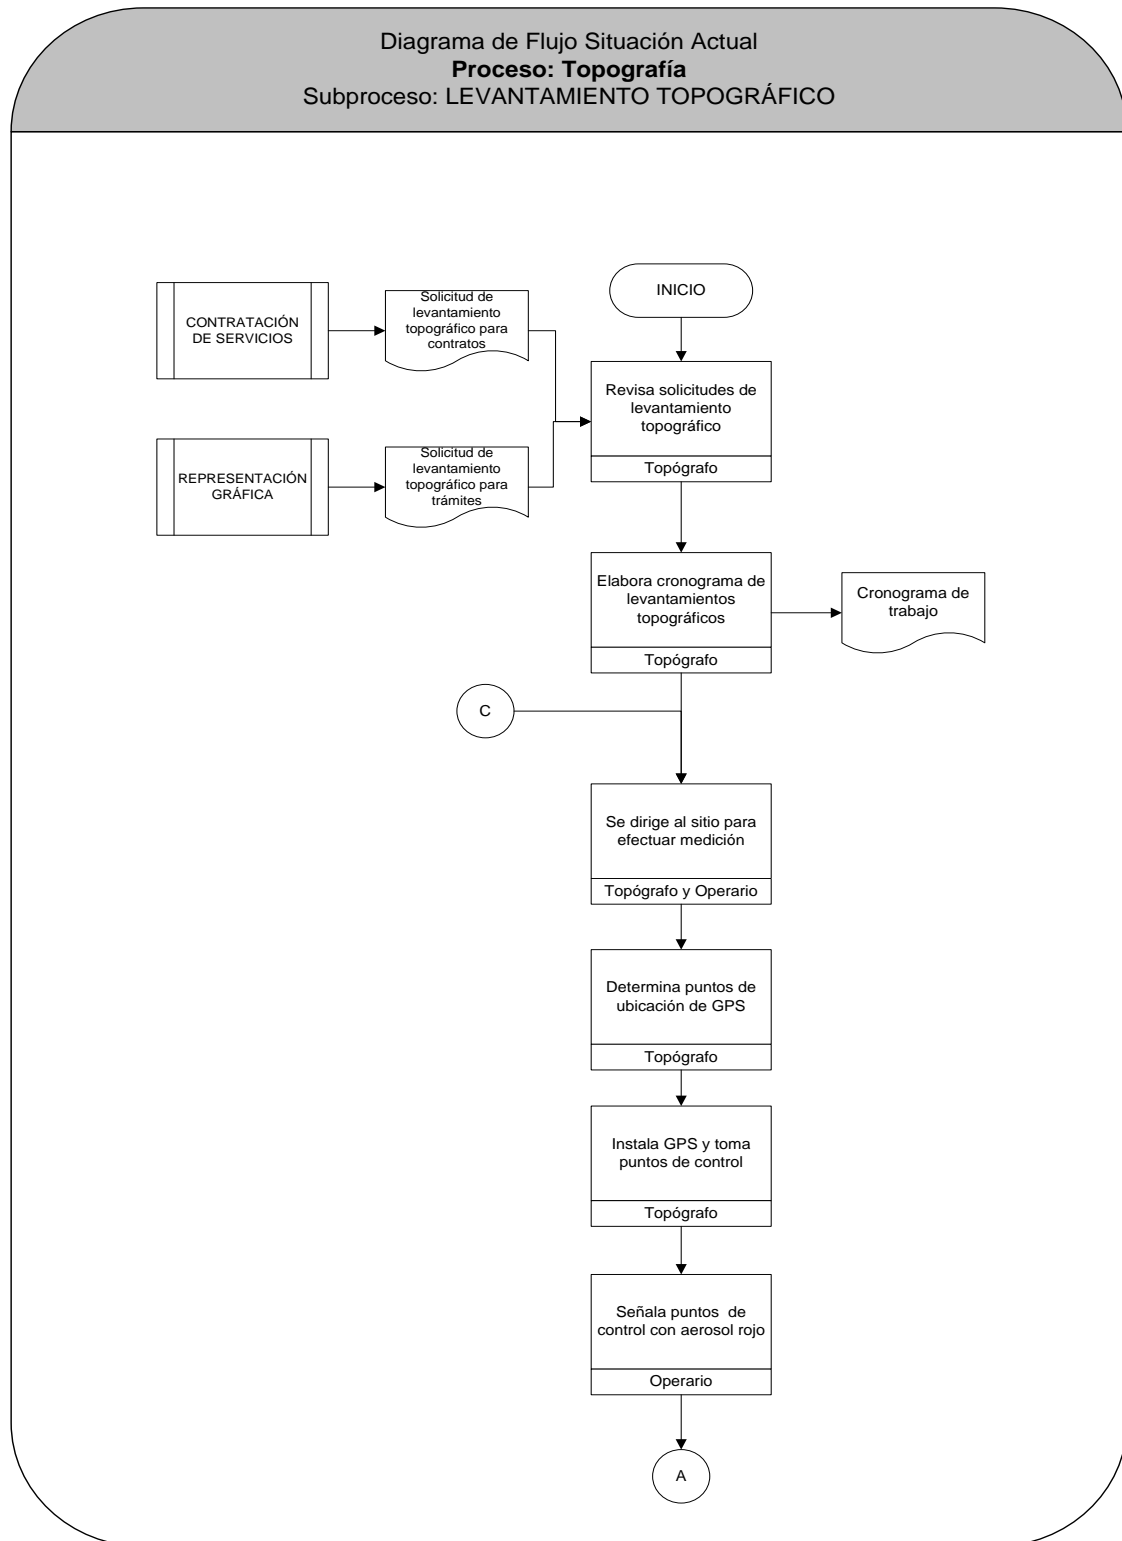 Diagrama de Flujo Situación Actual
Proceso: Topografía
Subproceso: LEVANTAMIENTO TOPOGRÁFICO
INICIO
CONTRATACIÓN
DE SERVICIOS
Solicitud de
levantamiento
topográfico para
contratos
Revisa solicitudes de
levantamiento
topográfico
Topógrafo
REPRESENTACIÓN
GRÁFICA
Solicitud de
levantamiento
topográfico para
trámites
Elabora cronograma de
levantamientos
topográficos
Topógrafo
Cronograma de
trabajo
C
Se dirige al sitio para
efectuar medición
Topógrafo y Operario
Determina puntos de
ubicación de GPS
Topógrafo
Instala GPS y toma
puntos de control
Topógrafo
Señala puntos  de
control con aerosol rojo
Operario
A